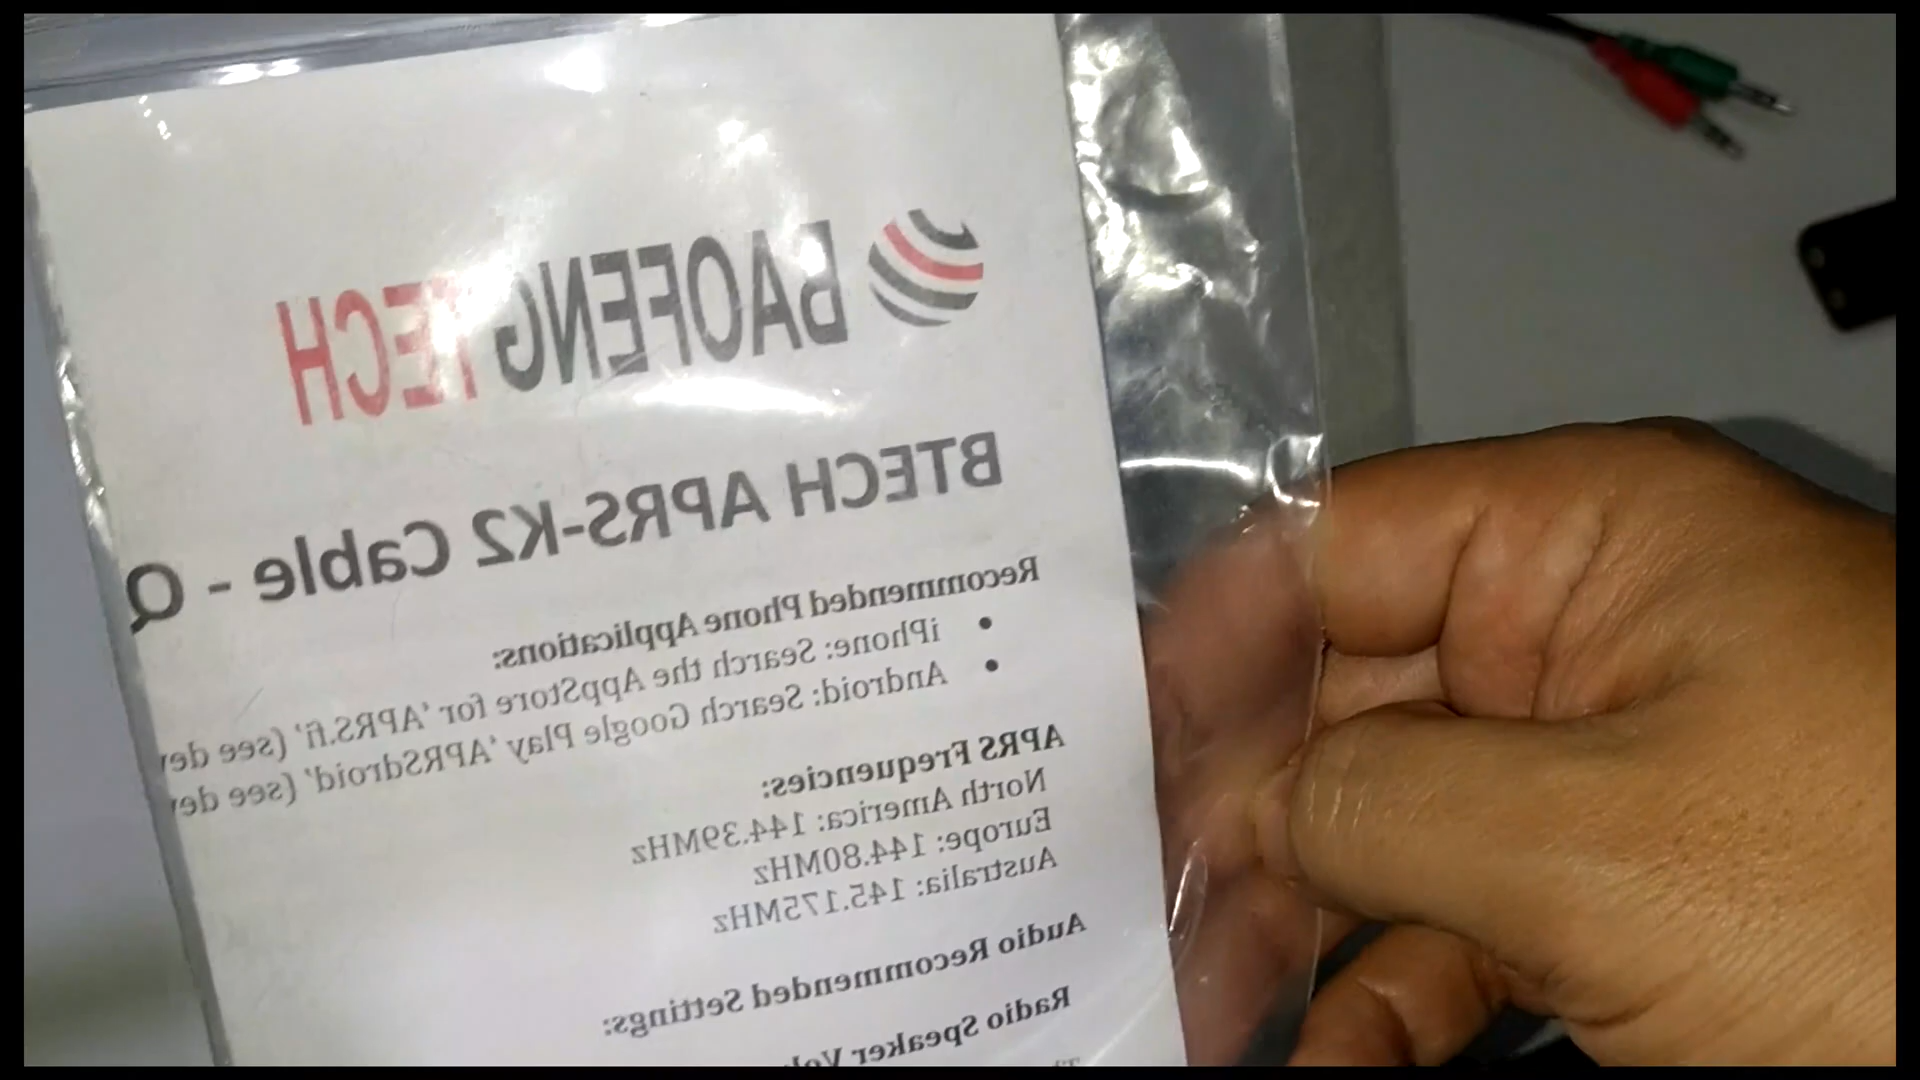 BAOFENG TECH
BTECH APRS-K2 Cable - Q
Recommended Phone Applications:
• iPhone: Search the AppStore for 'APRS.fi' (see
• Android: Search Google Play 'APRSdroid' (see
APRS Frequencies:
North America: 144.39MHz
Europe: 144.80MHz
Australia: 145.175MHz
Audio Recommended Settings:
Radio Speaker